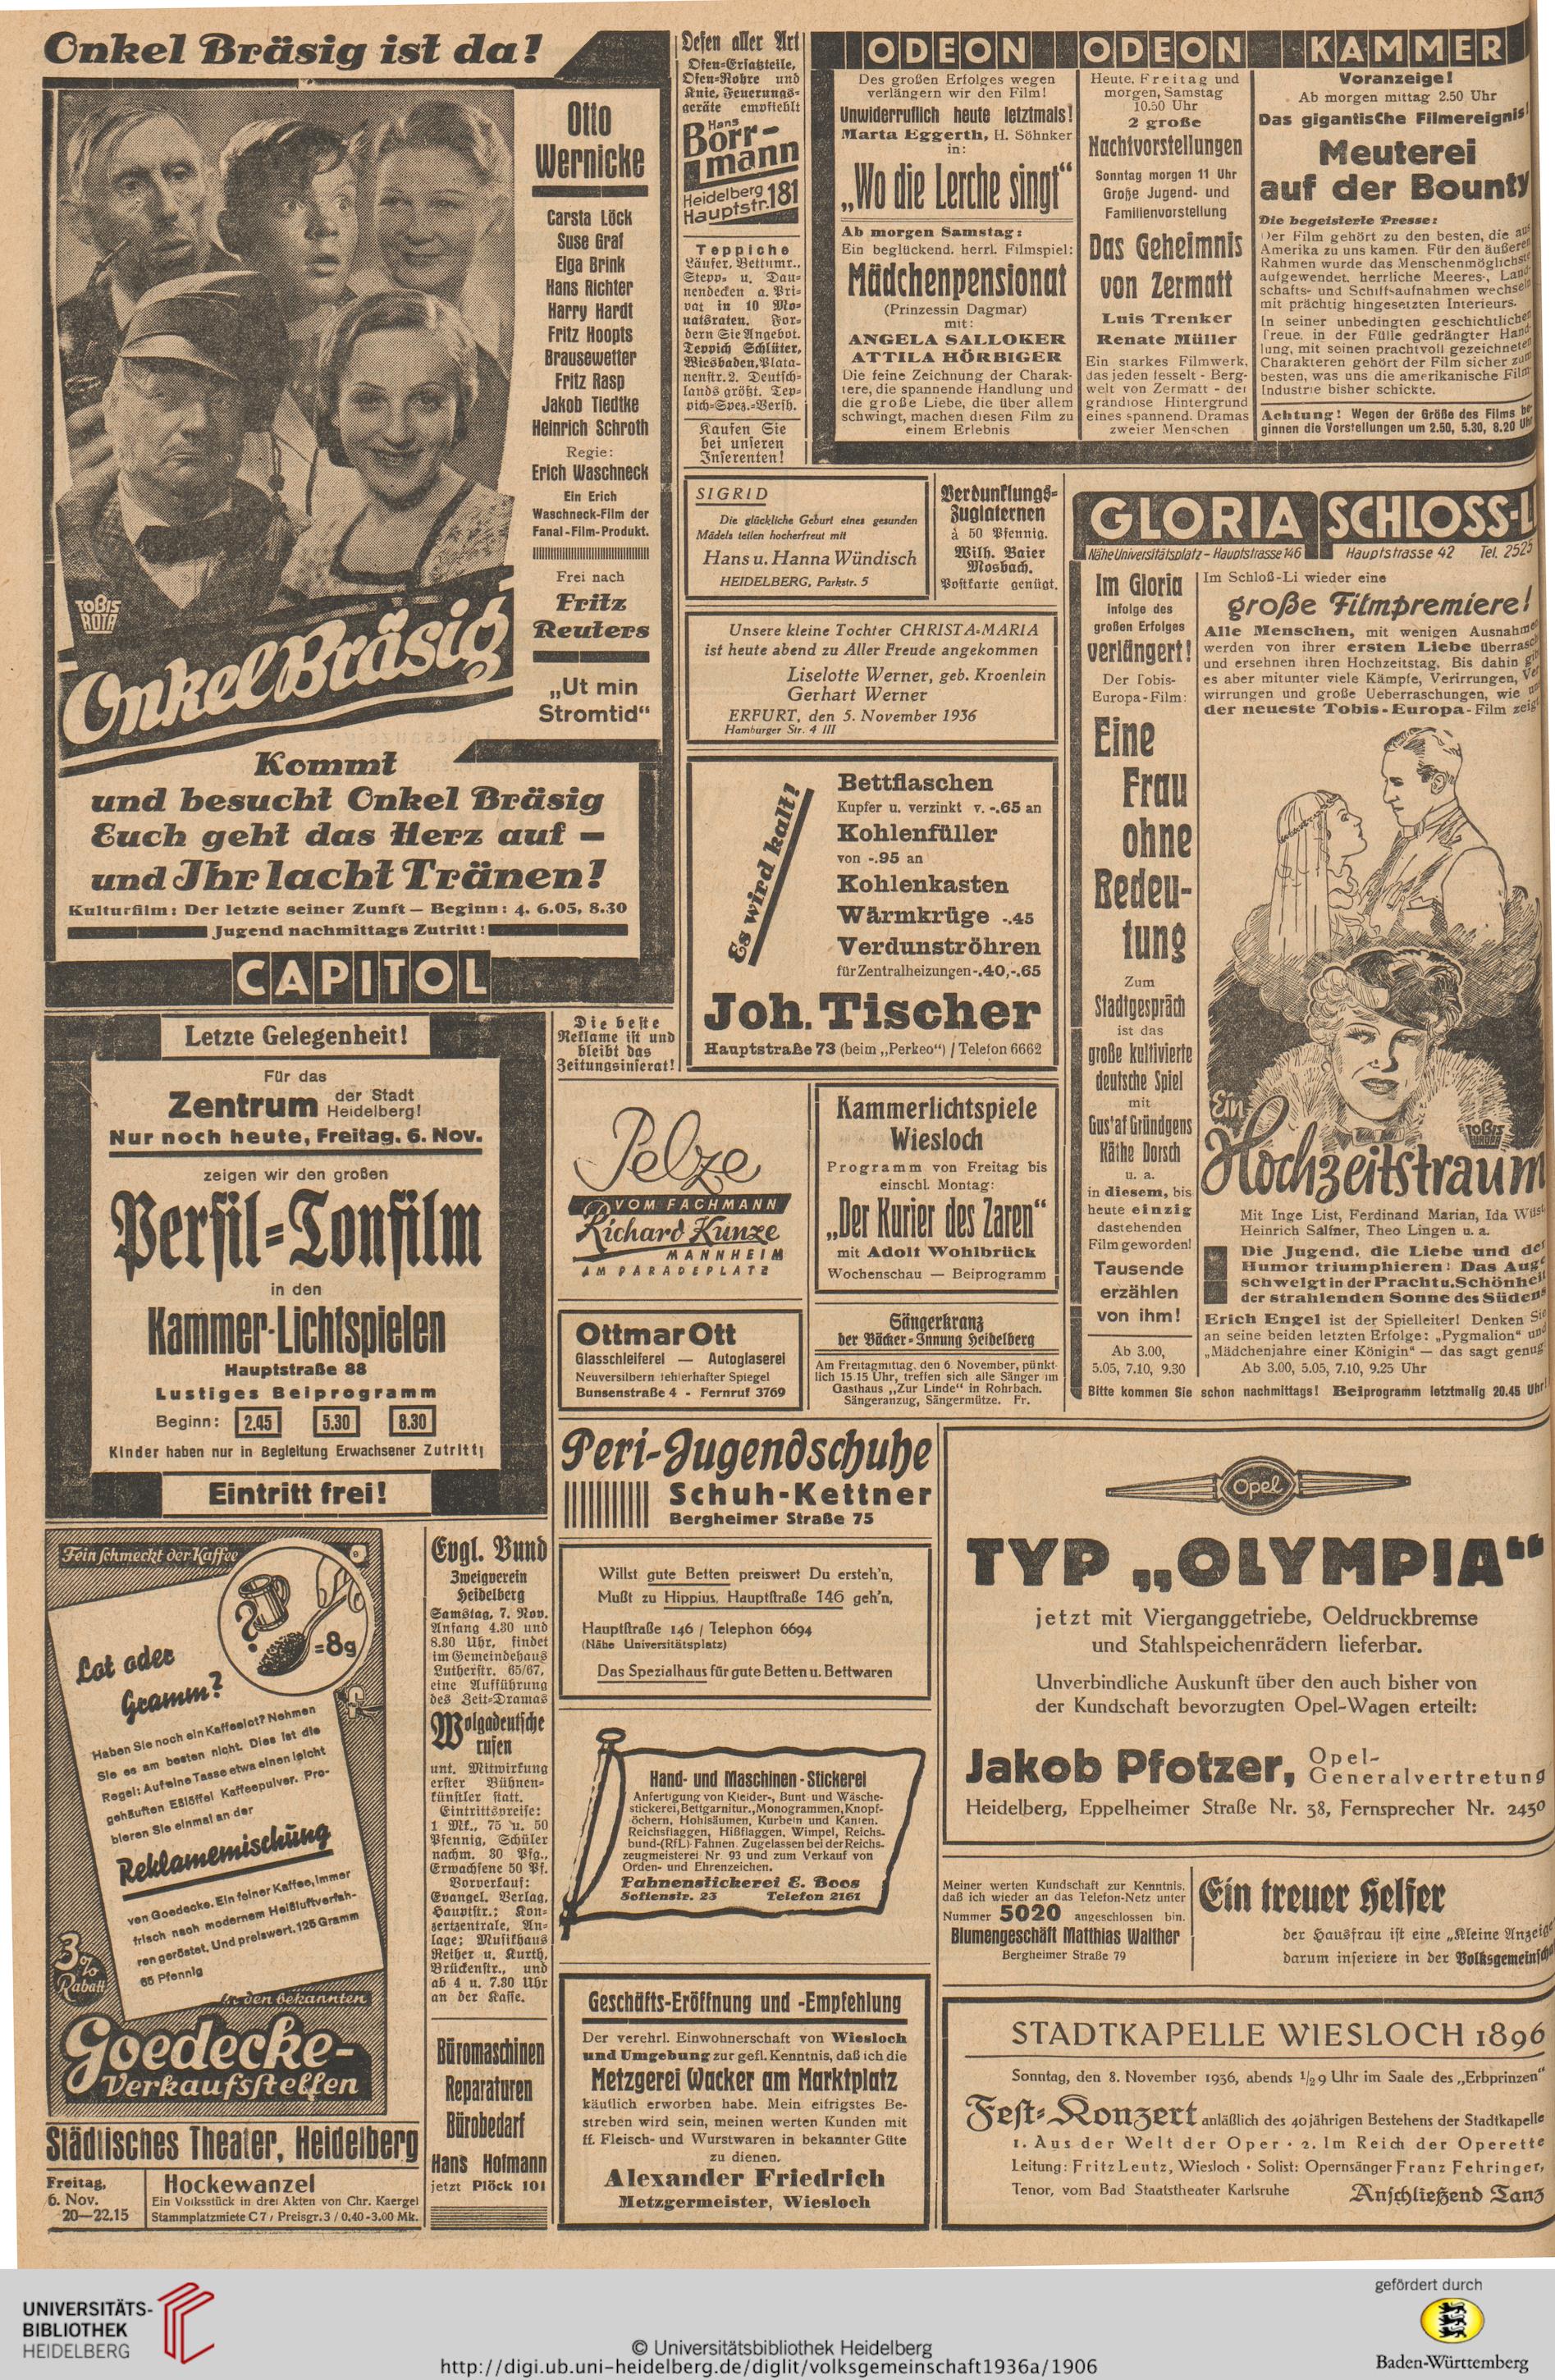 Onkel Bräsig ist da!
Otto
Wernicke
Carsta Löck
Suse Graf
Elga Brink
Hans Richter
Harry Hardt
Fritz Hoopts
Brausewetter
Fritz Rasp
Jakob Tiedtke
Heinrich Schroth
Regie:
Erich Waschneck
Ein Erich
Waschneck-Film der
Fanal-Film-Produkt.
Frei nach
Fritz
Reuters
„Ut min
Stromtid“
TOBIS
ROTA
Onkel Bräsig
Kommt
und besucht Onkel Bräsig
Euch geht das Herz auf —
und Ihr lacht Tränen!
Kulturfilm: Der letzte seiner Zunft — Beginn: 4, 6.05, 8.30
Jugend nachmittags Zutritt!
CAPITOL
Oefen aller Art
Ofen-Ersatzteile,
Ofen-Rohre und
Knie, Feuerungs-
geräte empfiehlt
Hans
Borr-
mann
Heidelberg
Hauptstr. 181
Teppiche
Läufer, Bettumr.,
Stepp- u. Dau-
nendecken a. Pri-
vat in 10 Mo-
natsraten. For-
dern Sie Angebot.
Teppich Schlüter,
Wiesbaden, Plata-
nenstr. 2. Deutsch-
lands größt. Tep-
pich-Spez.-Versh.
Kaufen Sie
bei unseren
Inserenten!
ODEON
Des großen Erfolges wegen
verlängern wir den Film!
Unwiderruflich heute letztmals!
Marta Eggerth, H. Söhnker
in:
„Wo die Lerche singt“
Ab morgen Samstag:
Ein beglückend. herrl. Filmspiel:
Mädchenpensionat
(Prinzessin Dagmar)
mit:
ANGELA SALLOKER
ATTILA HÖRBIGER
Die feine Zeichnung der Charak-
tere, die spannende Handlung und
die große Liebe, die über allem
schwingt, machen diesen Film zu
einem Erlebnis
ODEON
Heute, Freitag und
morgen, Samstag
10.50 Uhr
2 große
Nachtvorstellungen
Sonntag morgen 11 Uhr
Große Jugend- und
Familienvorstellung
Das Geheimnis
von Zermatt
Luis Trenker
Renate Müller
Ein starkes Filmwerk,
das jeden fesselt - Berg-
welt von Zermatt - der
grandiose Hintergrund
eines spannend. Dramas
zweier Menschen
KAMMER
Voranzeige!
Ab morgen mittag 2.50 Uhr
Das gigantische Filmereignis!
Meuterei
auf der Bounty
Die begeisterte Presse:
Der Film gehört zu den besten, die aus
Amerika zu uns kamen. Für den äußeren
Rahmen wurde das Menschenmöglichste
aufgewendet, herrliche Meeres-, Land-
schafts- und Schiffsaufnahmen wechseln
mit prächtig hingesetzten Interieurs.
In seiner unbedingten geschichtlichen
Treue, in der Fülle gedrängter Hand-
lung, mit seinen prachtvoll gezeichneten
Charakteren gehört der Film sicher zum
besten, was uns die amerikanische Film-
Industrie bisher schickte.
Achtung! Wegen der Größe des Films be-
ginnen die Vorstellungen um 2.50, 5.30, 8.20 Uhr
SIGRID
Die glückliche Geburt eines gesunden
Mädels teilen hocherfreut mit
Hans u. Hanna Wündisch
HEIDELBERG, Parkstr. 5
Verdunklungs-
Zuglaternen
à 50 Pfennig.
Wilh. Baier
Mosbach.
Postkarte genügt.
Unsere kleine Tochter CHRISTA-MARIA
ist heute abend zu Aller Freude angekommen
Liselotte Werner, geb. Kroenlein
Gerhart Werner
ERFURT, den 5. November 1936
Hamburger Str. 4 III
Es wird kalt!
Bettflaschen
Kupfer u. verzinkt v. -.65 an
Kohlenfüller
von -.95 an
Kohlenkasten
Wärmkrüge -.45
Verdunströhren
für Zentralheizungen -.40, -.65
Joh. Tischer
Hauptstraße 73 (beim „Perkeo“) / Telefon 6662
GLORIA
Nähe Universitätsplatz – Hauptstrasse 146
SCHLOSS-L
Hauptstrasse 42 Tel. 2525
Im Gloria
infolge des
großen Erfolges
verlängert!
Der Tobis-
Europa-Film:
Eine
Frau
ohne
Bedeu-
tung
Zum
Stadtgespräch
ist das
große kultivierte
deutsche Spiel
mit
Gustaf Gründgens
Käthe Dorsch
u. a.
in diesem, bis
heute einzig
dastehenden
Film geworden!
Tausende
erzählen
von ihm!
Ab 3.00,
5.05, 7.10, 9.30
Im Schloß-Li wieder eine
große Filmpremiere!
Alle Menschen, mit wenigen Ausnahmen
werden von ihrer ersten Liebe überrascht
und ersehnen ihren Hochzeitstag. Bis dahin gibt
es aber mitunter viele Kämpfe, Verirrungen, Ver-
wirrungen und große Ueberraschungen, wie uns
der neueste Tobis-Europa-Film zeigt
Ein
Hochzeitstraum
TOBIS
EUROPA
Mit Inge List, Ferdinand Marian, Ida Wüst
Heinrich Salfner, Theo Lingen u. a.
Die Jugend, die Liebe und der
Humor triumphieren: Das Auge
schwelgt in der Pracht u. Schönheit
der strahlenden Sonne des Südens
Erich Engel ist der Spielleiter! Denken Sie
an seine beiden letzten Erfolge: „Pygmalion“ und
„Mädchenjahre einer Königin“ — das sagt genug
Ab 3.00, 5.05, 7.10, 9.25 Uhr
Bitte kommen Sie schon nachmittags! Beiprogramm letztmalig 20.45 Uhr!
Letzte Gelegenheit!
Für das
Zentrum der Stadt
Heidelberg!
Nur noch heute, Freitag, 6. Nov.
zeigen wir den großen
Persil-Tonfilm
in den
Kammer-Lichtspielen
Hauptstraße 88
Lustiges Beiprogramm
Beginn: 2.45 5.30 8.30
Kinder haben nur in Begleitung Erwachsener Zutritt!
Eintritt frei!
Die beste
Reklame ist und
bleibt das
Zeitungsinserat!
Pelze
VOM FACHMANN
Richard Kunze
MANNHEIM
AM PARADEPLATZ
Kammerlichtspiele
Wiesloch
Programm von Freitag bis
einschl. Montag:
„Der Kurier des Zaren“
mit Adolf Wohlbrück
Wochenschau — Beiprogramm
Ottmar Ott
Glasschleiferei — Autoglaserei
Neuversilbern fehlerhafter Spiegel
Bunsenstraße 4 - Fernruf 3769
Sängerkranz
der Bäcker-Innung Heidelberg
Am Freitagmittag, den 6 November, pünkt-
lich 15.15 Uhr, treffen sich alle Sänger im
Gasthaus „Zur Linde“ in Rohrbach.
Sängeranzug, Sängermütze. Fr.
Peri-Jugendschuhe
Schuh-Kettner
Bergheimer Straße 75
Willst gute Betten preiswert Du ersteh'n,
Mußt zu Hippius, Hauptstraße 146 geh'n,
Hauptstraße 146 / Telephon 6694
(Nähe Universitätsplatz)
Das Spezialhaus für gute Betten u. Bettwaren
Hand- und Maschinen-Stickerei
Anfertigung von Kleider-, Bunt und Wäsche-
stickerei, Bettgarnitur., Monogrammen, Knopf-
löchern, Hohlsäumen, Kurbeln und Kanten.
Reichsflaggen, Hißflaggen, Wimpel, Reichs-
bund-(RfL) Fahnen. Zugelassen bei der Reichs-
zeugmeisterei Nr. 93 und zum Verkauf von
Orden- und Ehrenzeichen.
Fahnenstickerei E. Boos
Sofienstr. 23 Telefon 2161
Geschäfts-Eröffnung und -Empfehlung
Der verehrl. Einwohnerschaft von Wiesloch
und Umgebung zur gefl. Kenntnis, daß ich die
Metzgerei Wacker am Marktplatz
käuflich erworben habe. Mein eifrigstes Be-
streben wird sein, meinen werten Kunden mit
ff. Fleisch- und Wurstwaren in bekannter Güte
zu dienen.
Alexander Friedrich
Metzgermeister, Wiesloch
Fein schmeckt der Kaffee
?
=8g
Lot oder
Gramm?
Haben Sie noch ein Kaffeelot? Nehmen
Sie es am besten nicht. Dies ist die
Regel: Auf eine Tasse etwa einen leicht
gehäuften Eßlöffel Kaffeepulver. Pro-
bieren Sie einmal an der
Reklamemischung
von Goedecke. Ein feiner Kaffee, immer
frisch nach modernem Heißluftverfah-
ren geröstet. Und preiswert. 125 Gramm
65 Pfennig
3%
Rabatt
In den bekannten
Goedecke-
Verkaufsstellen
Städtisches Theater, Heidelberg
Freitag,
6. Nov.
20—22.15
Hockewanzel
Ein Volksstück in drei Akten von Chr. Kaergel
Stammplatzmiete C 7 / Preisgr. 3 / 0.40-3.00 Mk.
Evgl. Bund
Zweigverein
Heidelberg
Samstag, 7. Nov.
Anfang 4.30 und
8.30 Uhr, findet
im Gemeindehaus
Lutherstr. 65/67,
eine Aufführung
des Zeit-Dramas
Wolgadeutsche
rufen
unt. Mitwirkung
erster Bühnen-
künstler statt.
Eintrittspreise:
1 Mk., 75 u. 50
Pfennig, Schüler
nachm. 30 Pfg.,
Erwachsene 50 Pf.
Vorverkauf:
Evangel. Verlag,
Hauptstr.; Kon-
zertzentrale, An-
lage; Musikhaus
Reiher u. Kurth,
Brückenstr., und
ab 4 u. 7.30 Uhr
an der Kasse.
Büromaschinen
Reparaturen
Bürobedarf
Hans Hofmann
jetzt Plöck 101
Opel
TYP „OLYMPIA“
jetzt mit Vierganggetriebe, Oeldruckbremse
und Stahlspeichenrädern lieferbar.
Unverbindliche Auskunft über den auch bisher von
der Kundschaft bevorzugten Opel-Wagen erteilt:
Jakob Pfotzer, Opel-
Generalvertretung
Heidelberg, Eppelheimer Straße Nr. 38, Fernsprecher Nr. 2430
Meiner werten Kundschaft zur Kenntnis,
daß ich wieder an das Telefon-Netz unter
Nummer 5020 angeschlossen bin.
Blumengeschäft Matthias Walther
Bergheimer Straße 79
Ein treuer Helfer
der Hausfrau ist eine „Kleine Anzeige
darum inseriere in der Volksgemeinscha
STADTKAPELLE WIESLOCH 1896
Sonntag, den 8. November 1936, abends 1/29 Uhr im Saale des „Erbprinzen“
Fest-Konzert anläßlich des 40jährigen Bestehens der Stadtkapelle
1. Aus der Welt der Oper • 2. Im Reich der Operette
Leitung: Fritz Leutz, Wiesloch • Solist: Opernsänger Franz Fehringer,
Tenor, vom Bad Staatstheater Karlsruhe Anschließend Tanz
UNIVERSITÄTS-
BIBLIOTHEK
HEIDELBERG
© Universitätsbibliothek Heidelberg
http://digi.ub.uni-heidelberg.de/diglit/volksgemeinschaft1936a/1906
gefördert durch
Baden-Württemberg